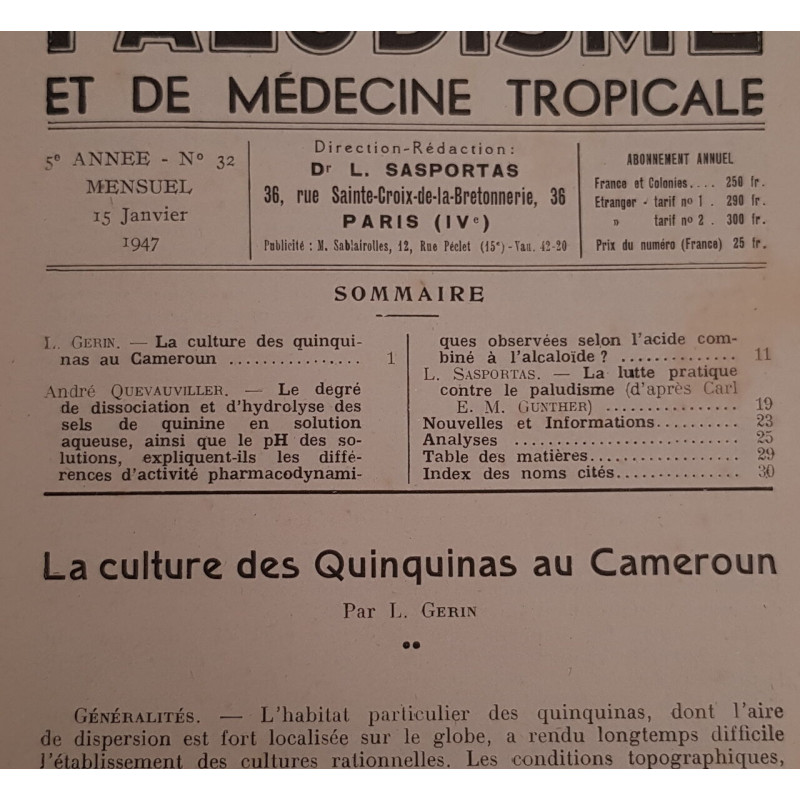 PALUDISME
ET DE MÉDECINE TROPICALE
5e ANNEE - No 32
MENSUEL
15 Janvier
1947
Direction-Rédaction:
Dr L. SASPORTAS
36, rue Sainte-Croix-de-la-Bretonnerie, 36
PARIS (IVe)
Publicité : M. Sablairolles, 12, Rue Péclet (15e)-Vau. 42-20
ABONNEMENT ANNUEL
France et Colonies.... 250 fr.
Etranger - tarif no 1 . 290 fr.
» tarif no 2 . 300 fr.
Prix du numéro (France) 25 fr.
SOMMAIRE
L. GERIN. — La culture des quinqui-
nas au Cameroun ................ 1
André QUEVAUVILLER. — Le degré
de dissociation et d'hydrolyse des
sels de quinine en solution
aqueuse, ainsi que le pH des so-
lutions, expliquent-ils les diffé-
rences d'activité pharmacodynami-
ques observées selon l'acide com-
biné à l'alcaloïde ? .............. 11
L. SASPORTAS. — La lutte pratique
contre le paludisme (d'après Carl
E. M. GUNTHER) ................ 19
Nouvelles et Informations.......... 23
Analyses ........................ 25
Table des matières................. 29
Index des noms cités............... 30
La culture des Quinquinas au Cameroun
Par L. GERIN
GÉNÉRALITÉS. — L'habitat particulier des quinquinas, dont l'aire
de dispersion est fort localisée sur le globe, a rendu longtemps difficile
l'établissement des cultures rationnelles. Les conditions topographiques,